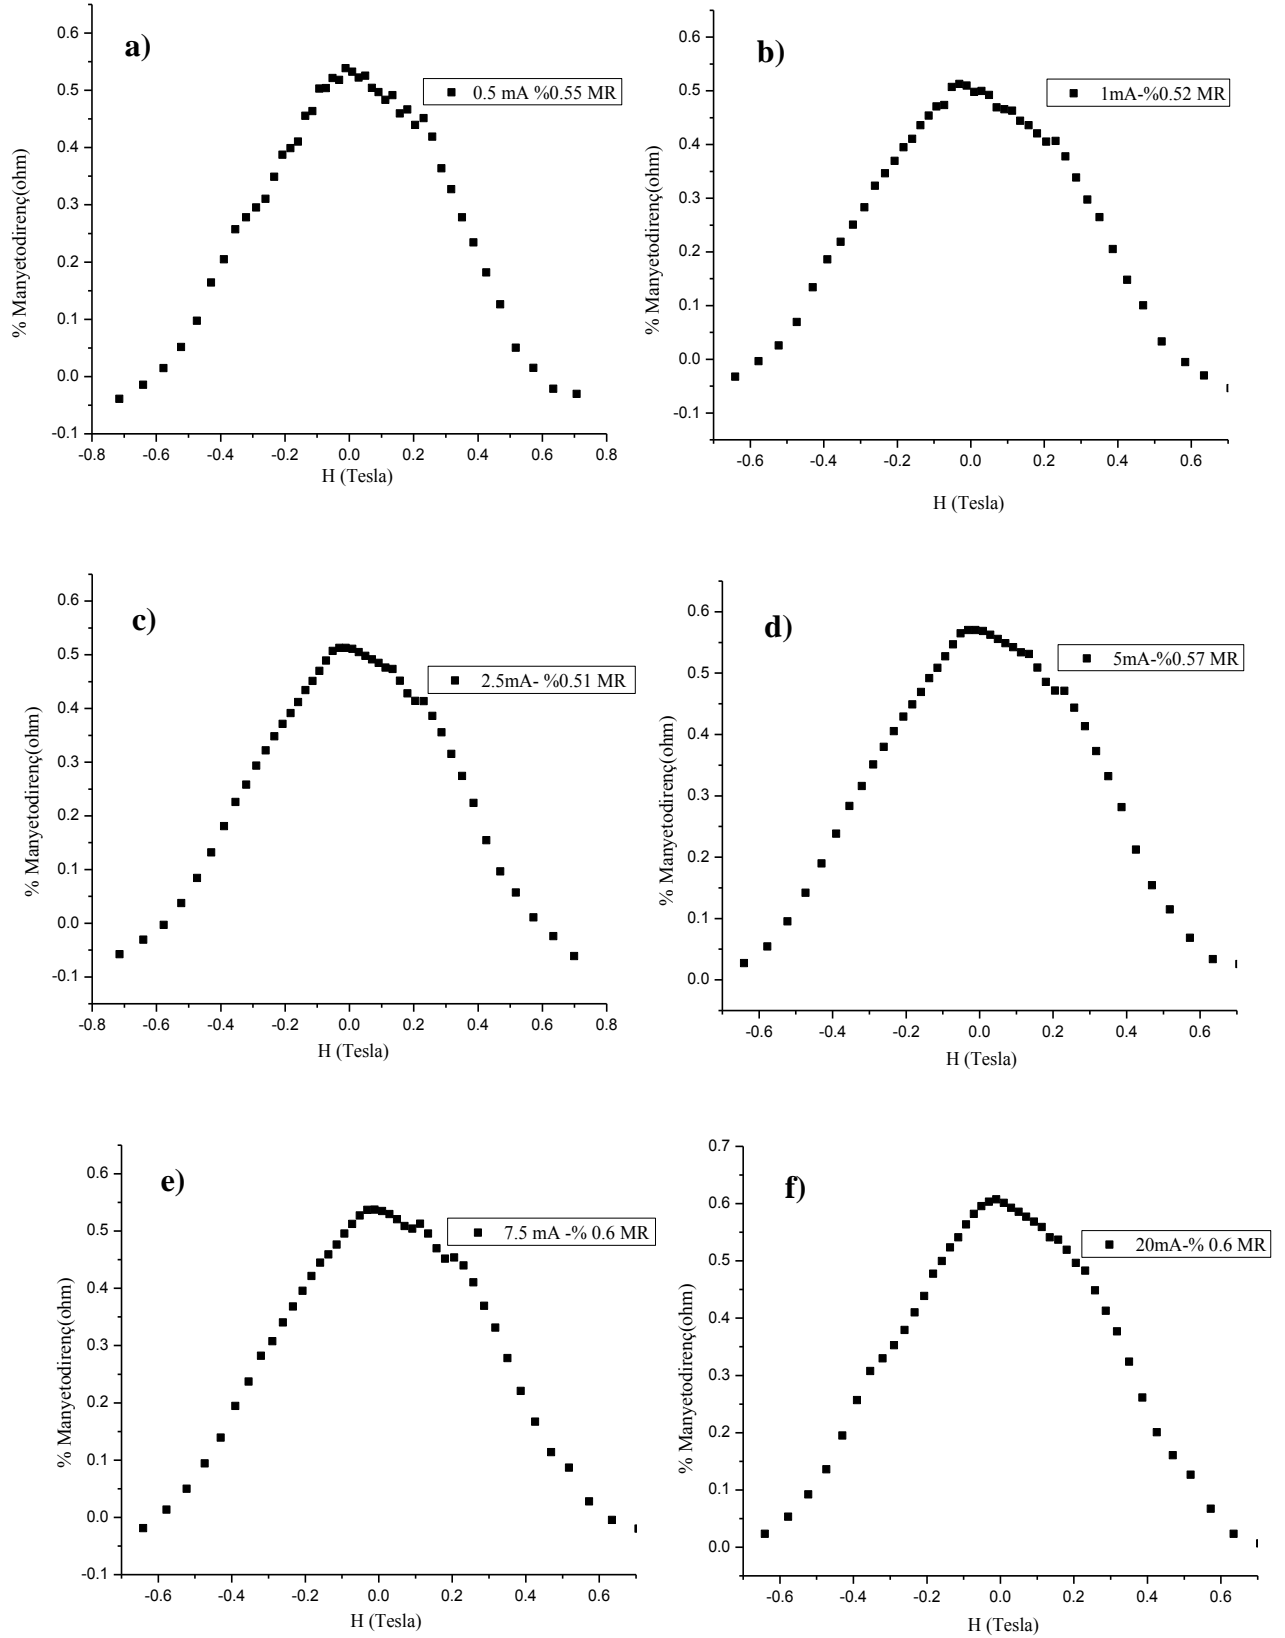 a)
0.5 mA %0.55 MR
% Manyetodirenç(ohm)
0.6
0.5
0.4
0.3
0.2
0.1
0.0
-0.1
-0.8 -0.6 -0.4 -0.2 0.0 0.2 0.4 0.6 0.8
H (Tesla)
b)
1mA-%0.52 MR
% Manyetodirenç(ohm)
0.6
0.5
0.4
0.3
0.2
0.1
0.0
-0.1
-0.6 -0.4 -0.2 0.0 0.2 0.4 0.6
H (Tesla)
c)
2.5mA- %0.51 MR
% Manyetodirenç(ohm)
0.6
0.5
0.4
0.3
0.2
0.1
0.0
-0.1
-0.8 -0.6 -0.4 -0.2 0.0 0.2 0.4 0.6 0.8
H (Tesla)
d)
5mA-%0.57 MR
% Manyetodirenç(ohm)
0.6
0.5
0.4
0.3
0.2
0.1
0.0
-0.6 -0.4 -0.2 0.0 0.2 0.4 0.6
H (Tesla)
e)
7.5 mA -% 0.6 MR
% Manyetodirenç(ohm)
0.6
0.5
0.4
0.3
0.2
0.1
0.0
-0.1
-0.6 -0.4 -0.2 0.0 0.2 0.4 0.6
H (Tesla)
f)
20mA-% 0.6 MR
% Manyetodirenç(ohm)
0.7
0.6
0.5
0.4
0.3
0.2
0.1
0.0
-0.6 -0.4 -0.2 0.0 0.2 0.4 0.6
H (Tesla)